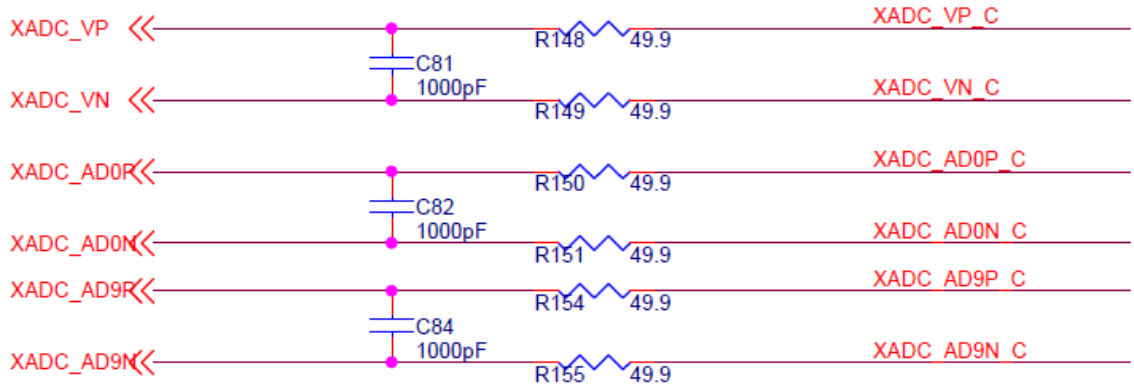 XADC_VP
XADC_VP_C
R148 49.9
C81
1000pF
XADC_VN
XADC_VN_C
R149 49.9
XADC_AD0P
XADC_AD0P_C
R150 49.9
C82
1000pF
XADC_AD0N
XADC_AD0N_C
R151 49.9
XADC_AD9P
XADC_AD9P_C
R154 49.9
C84
1000pF
XADC_AD9N
XADC_AD9N_C
R155 49.9